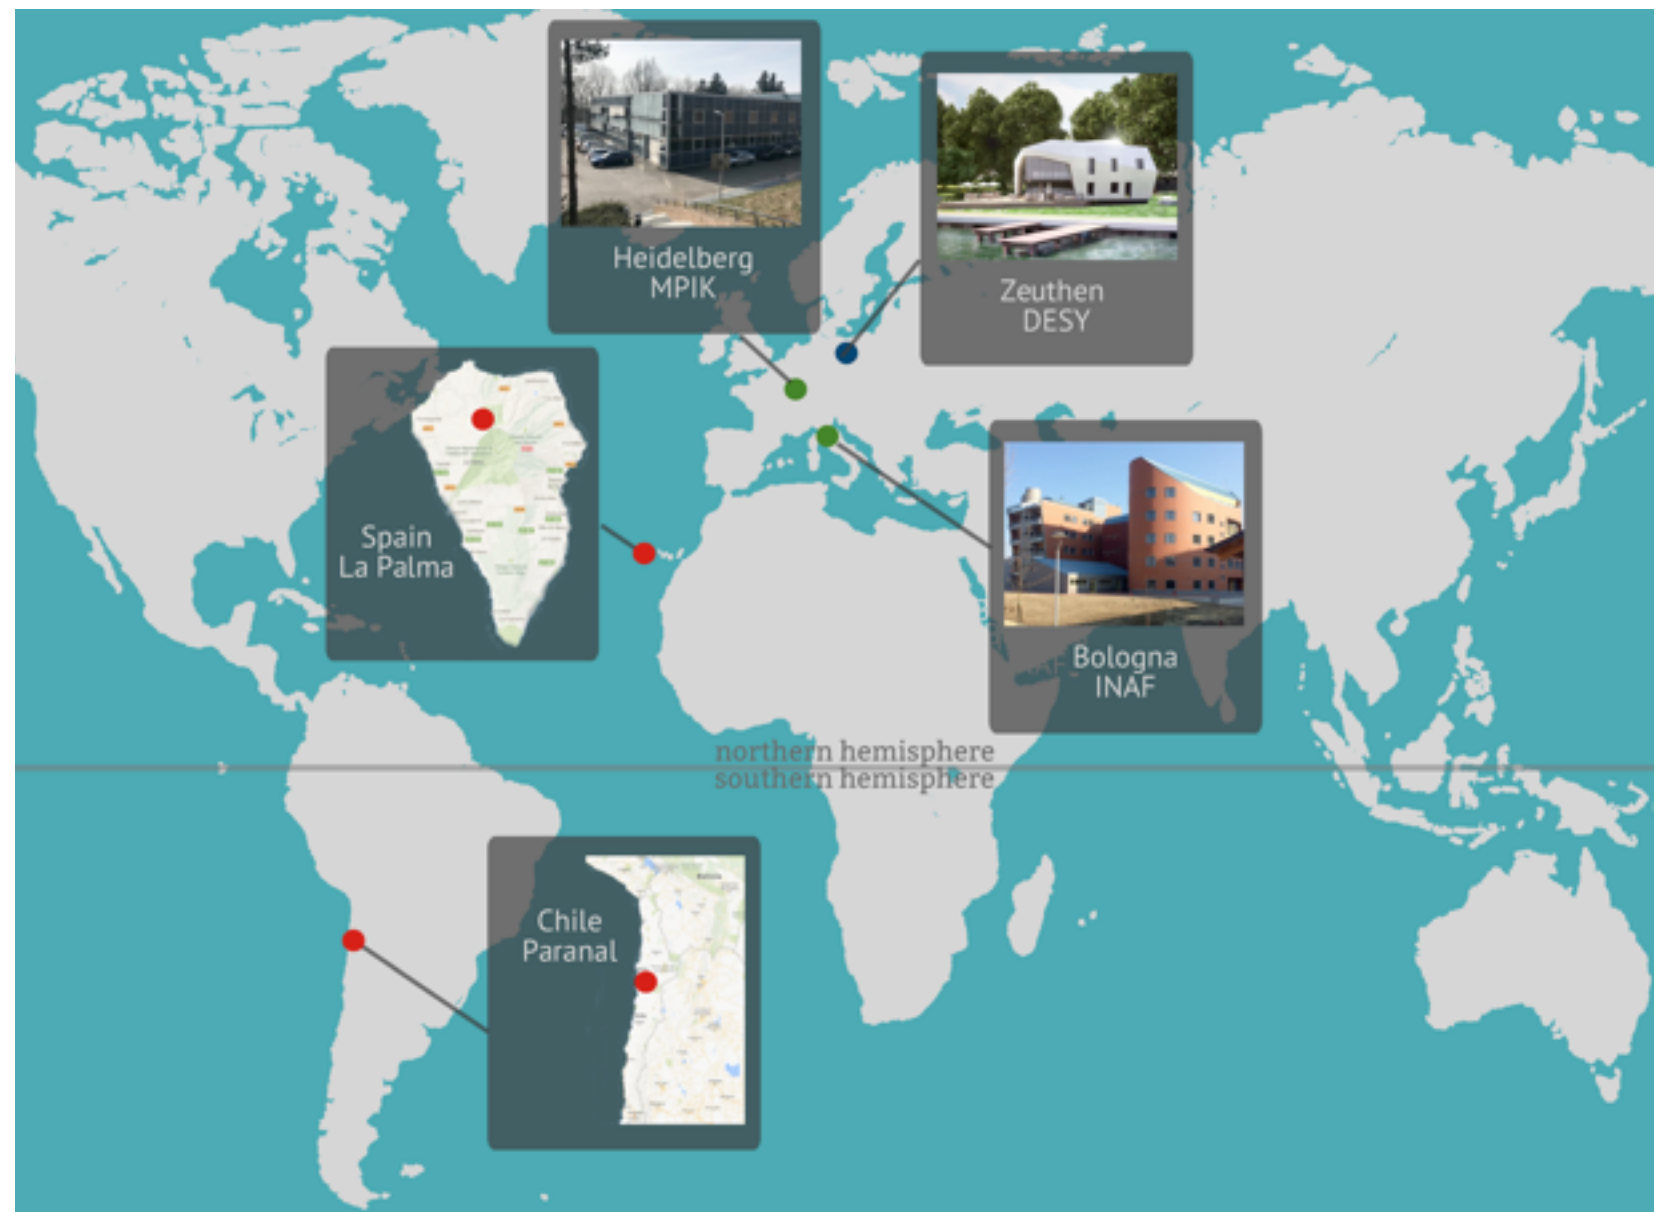 Heidelberg
MPIK
Zeuthen
DESY
Spain
La Palma
Bologna
INAF
northern hemisphere
southern hemisphere
Chile
Paranal